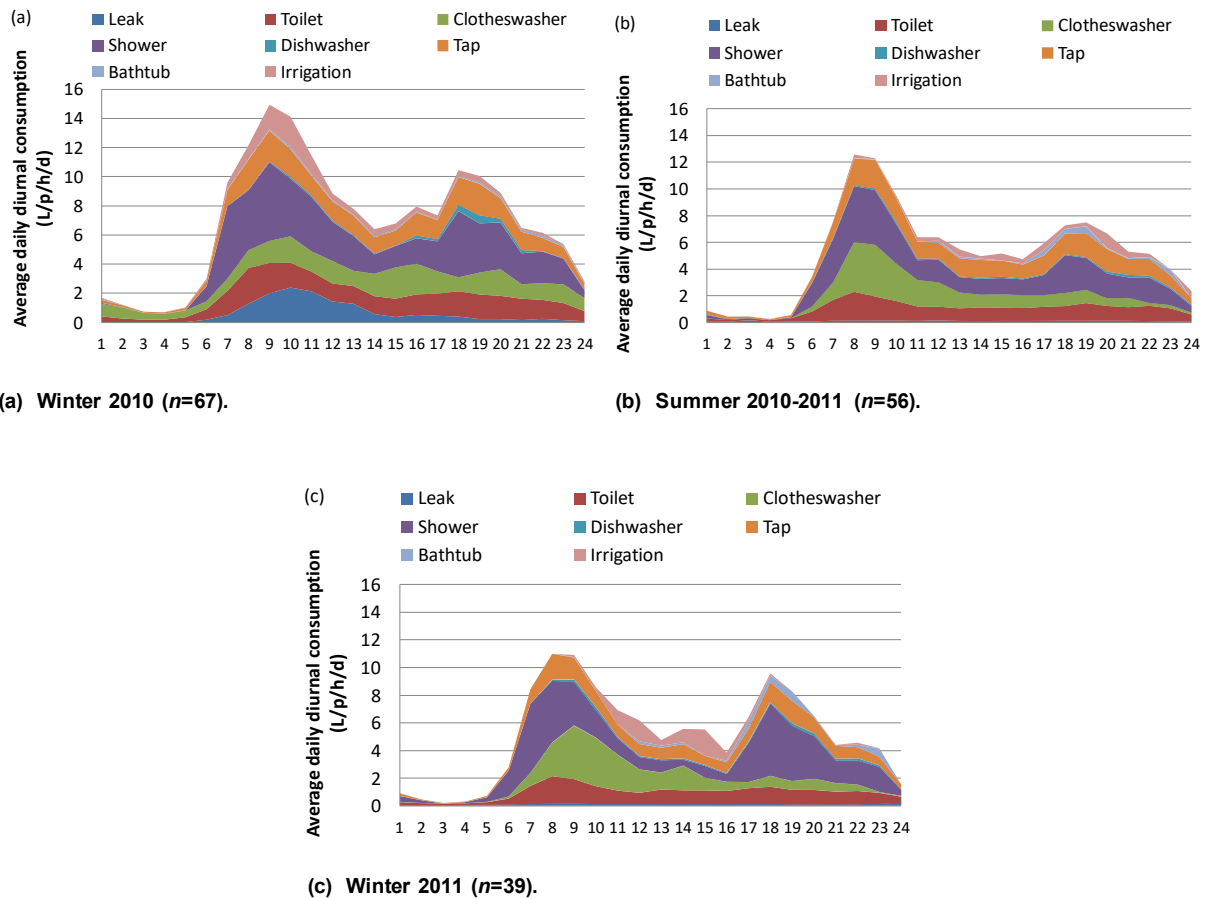 (a)
Leak Toilet Clotheswasher
Shower Dishwasher Tap
Bathtub Irrigation
Average daily diurnal consumption
(L/p/h/d)
16
14
12
10
8
6
4
2
0
1 2 3 4 5 6 7 8 9 10 11 12 13 14 15 16 17 18 19 20 21 22 23 24
(a) Winter 2010 (n=67).
(b)
Leak Toilet Clotheswasher
Shower Dishwasher Tap
Bathtub Irrigation
Average daily diurnal consumption
(L/p/h/d)
16
14
12
10
8
6
4
2
0
1 2 3 4 5 6 7 8 9 10 11 12 13 14 15 16 17 18 19 20 21 22 23 24
(b) Summer 2010-2011 (n=56).
(c)
Leak Toilet Clotheswasher
Shower Dishwasher Tap
Bathtub Irrigation
Average daily diurnal consumption
(L/p/h/d)
16
14
12
10
8
6
4
2
0
1 2 3 4 5 6 7 8 9 10 11 12 13 14 15 16 17 18 19 20 21 22 23 24
(c) Winter 2011 (n=39).